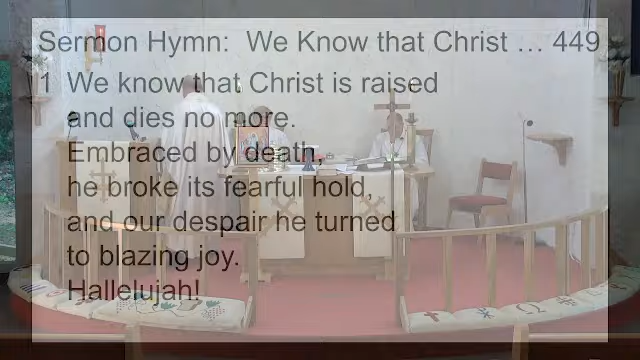 Sermon Hymn: We Know that Christ … 449
1 We know that Christ is raised
and dies no more.
Embraced by death,
he broke its fearful hold,
and our despair he turned
to blazing joy.
Hallelujah!